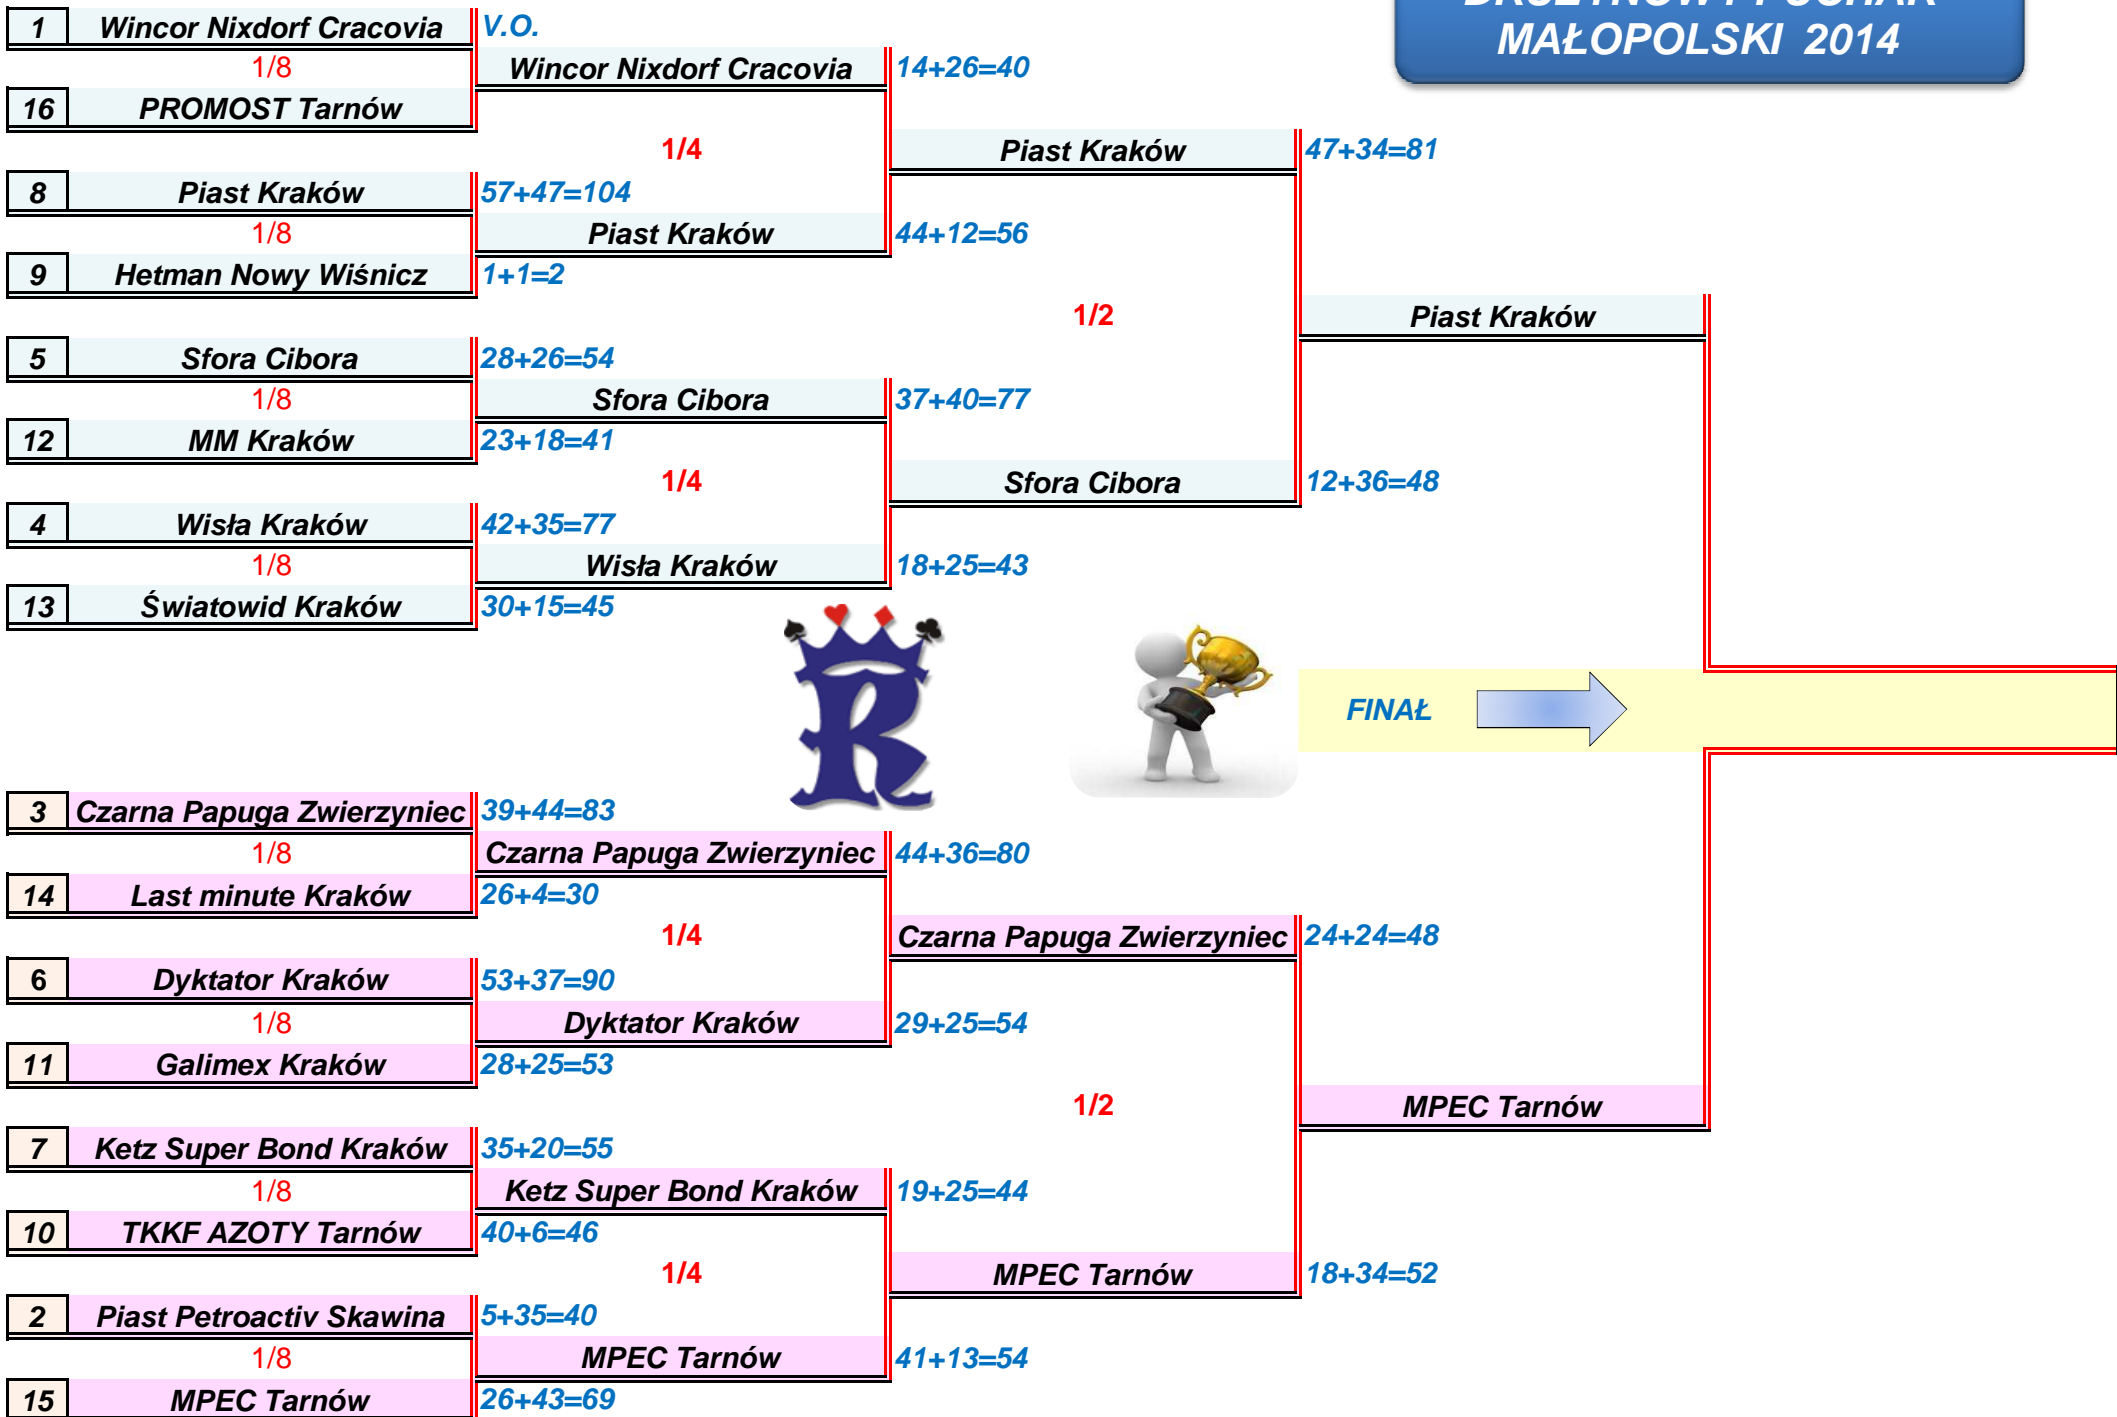 DRUŻYNOWY PUCHAR
MAŁOPOLSKI 2014
1 Wincor Nixdorf Cracovia V.O.
1/8 Wincor Nixdorf Cracovia 14+26=40
16 PROMOST Tarnów
1/4 Piast Kraków 47+34=81
8 Piast Kraków 57+47=104
1/8 Piast Kraków 44+12=56
9 Hetman Nowy Wiśnicz 1+1=2
1/2 Piast Kraków
5 Sfora Cibora 28+26=54
1/8 Sfora Cibora 37+40=77
12 MM Kraków 23+18=41
1/4 Sfora Cibora 12+36=48
4 Wisła Kraków 42+35=77
1/8 Wisła Kraków 18+25=43
13 Światowid Kraków 30+15=45
R
FINAŁ
3 Czarna Papuga Zwierzyniec 39+44=83
1/8 Czarna Papuga Zwierzyniec 44+36=80
14 Last minute Kraków 26+4=30
1/4 Czarna Papuga Zwierzyniec 24+24=48
6 Dyktator Kraków 53+37=90
1/8 Dyktator Kraków 29+25=54
11 Galimex Kraków 28+25=53
1/2 MPEC Tarnów
7 Ketz Super Bond Kraków 35+20=55
1/8 Ketz Super Bond Kraków 19+25=44
10 TKKF AZOTY Tarnów 40+6=46
1/4 MPEC Tarnów 18+34=52
2 Piast Petroactiv Skawina 5+35=40
1/8 MPEC Tarnów 41+13=54
15 MPEC Tarnów 26+43=69